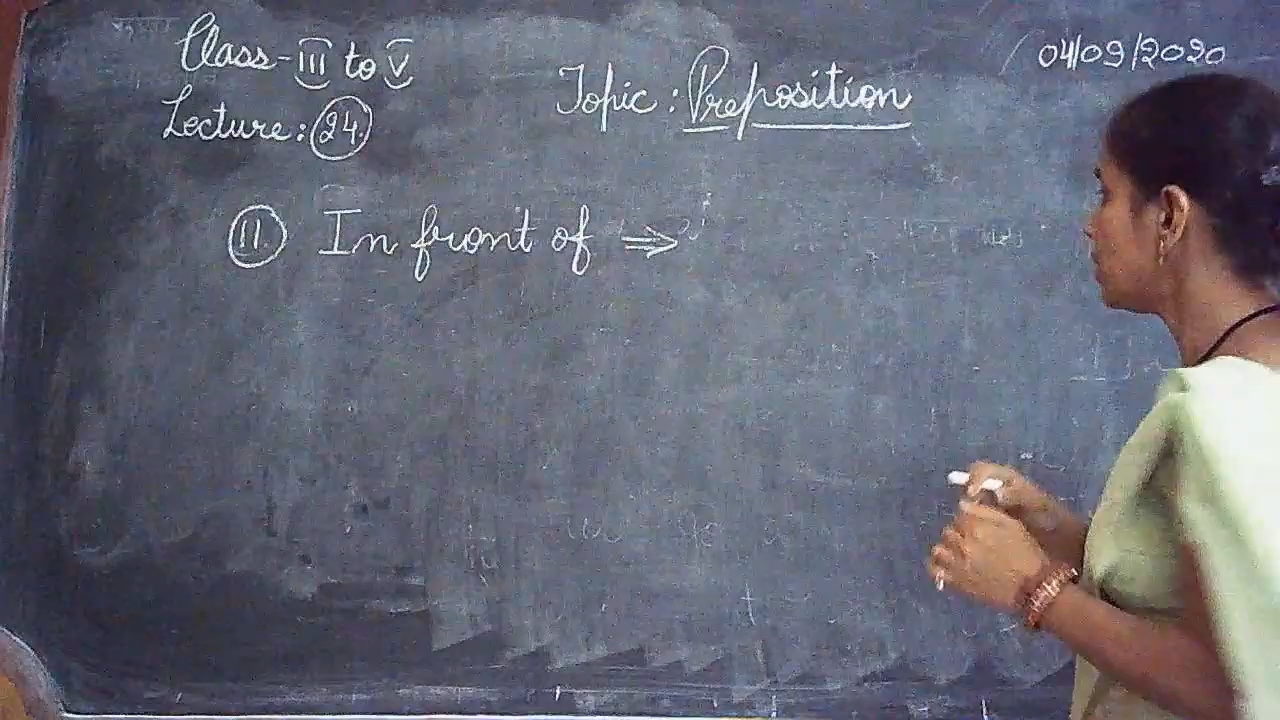 Class - III to V
04/09/2020
Topic : Preposition
Lecture : 24.
11. In front of ⇒